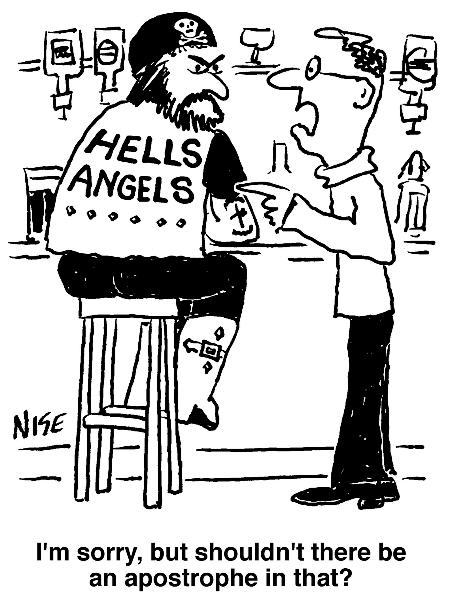 HELLS
ANGELS
NISE
I'm sorry, but shouldn't there be
an apostrophe in that?